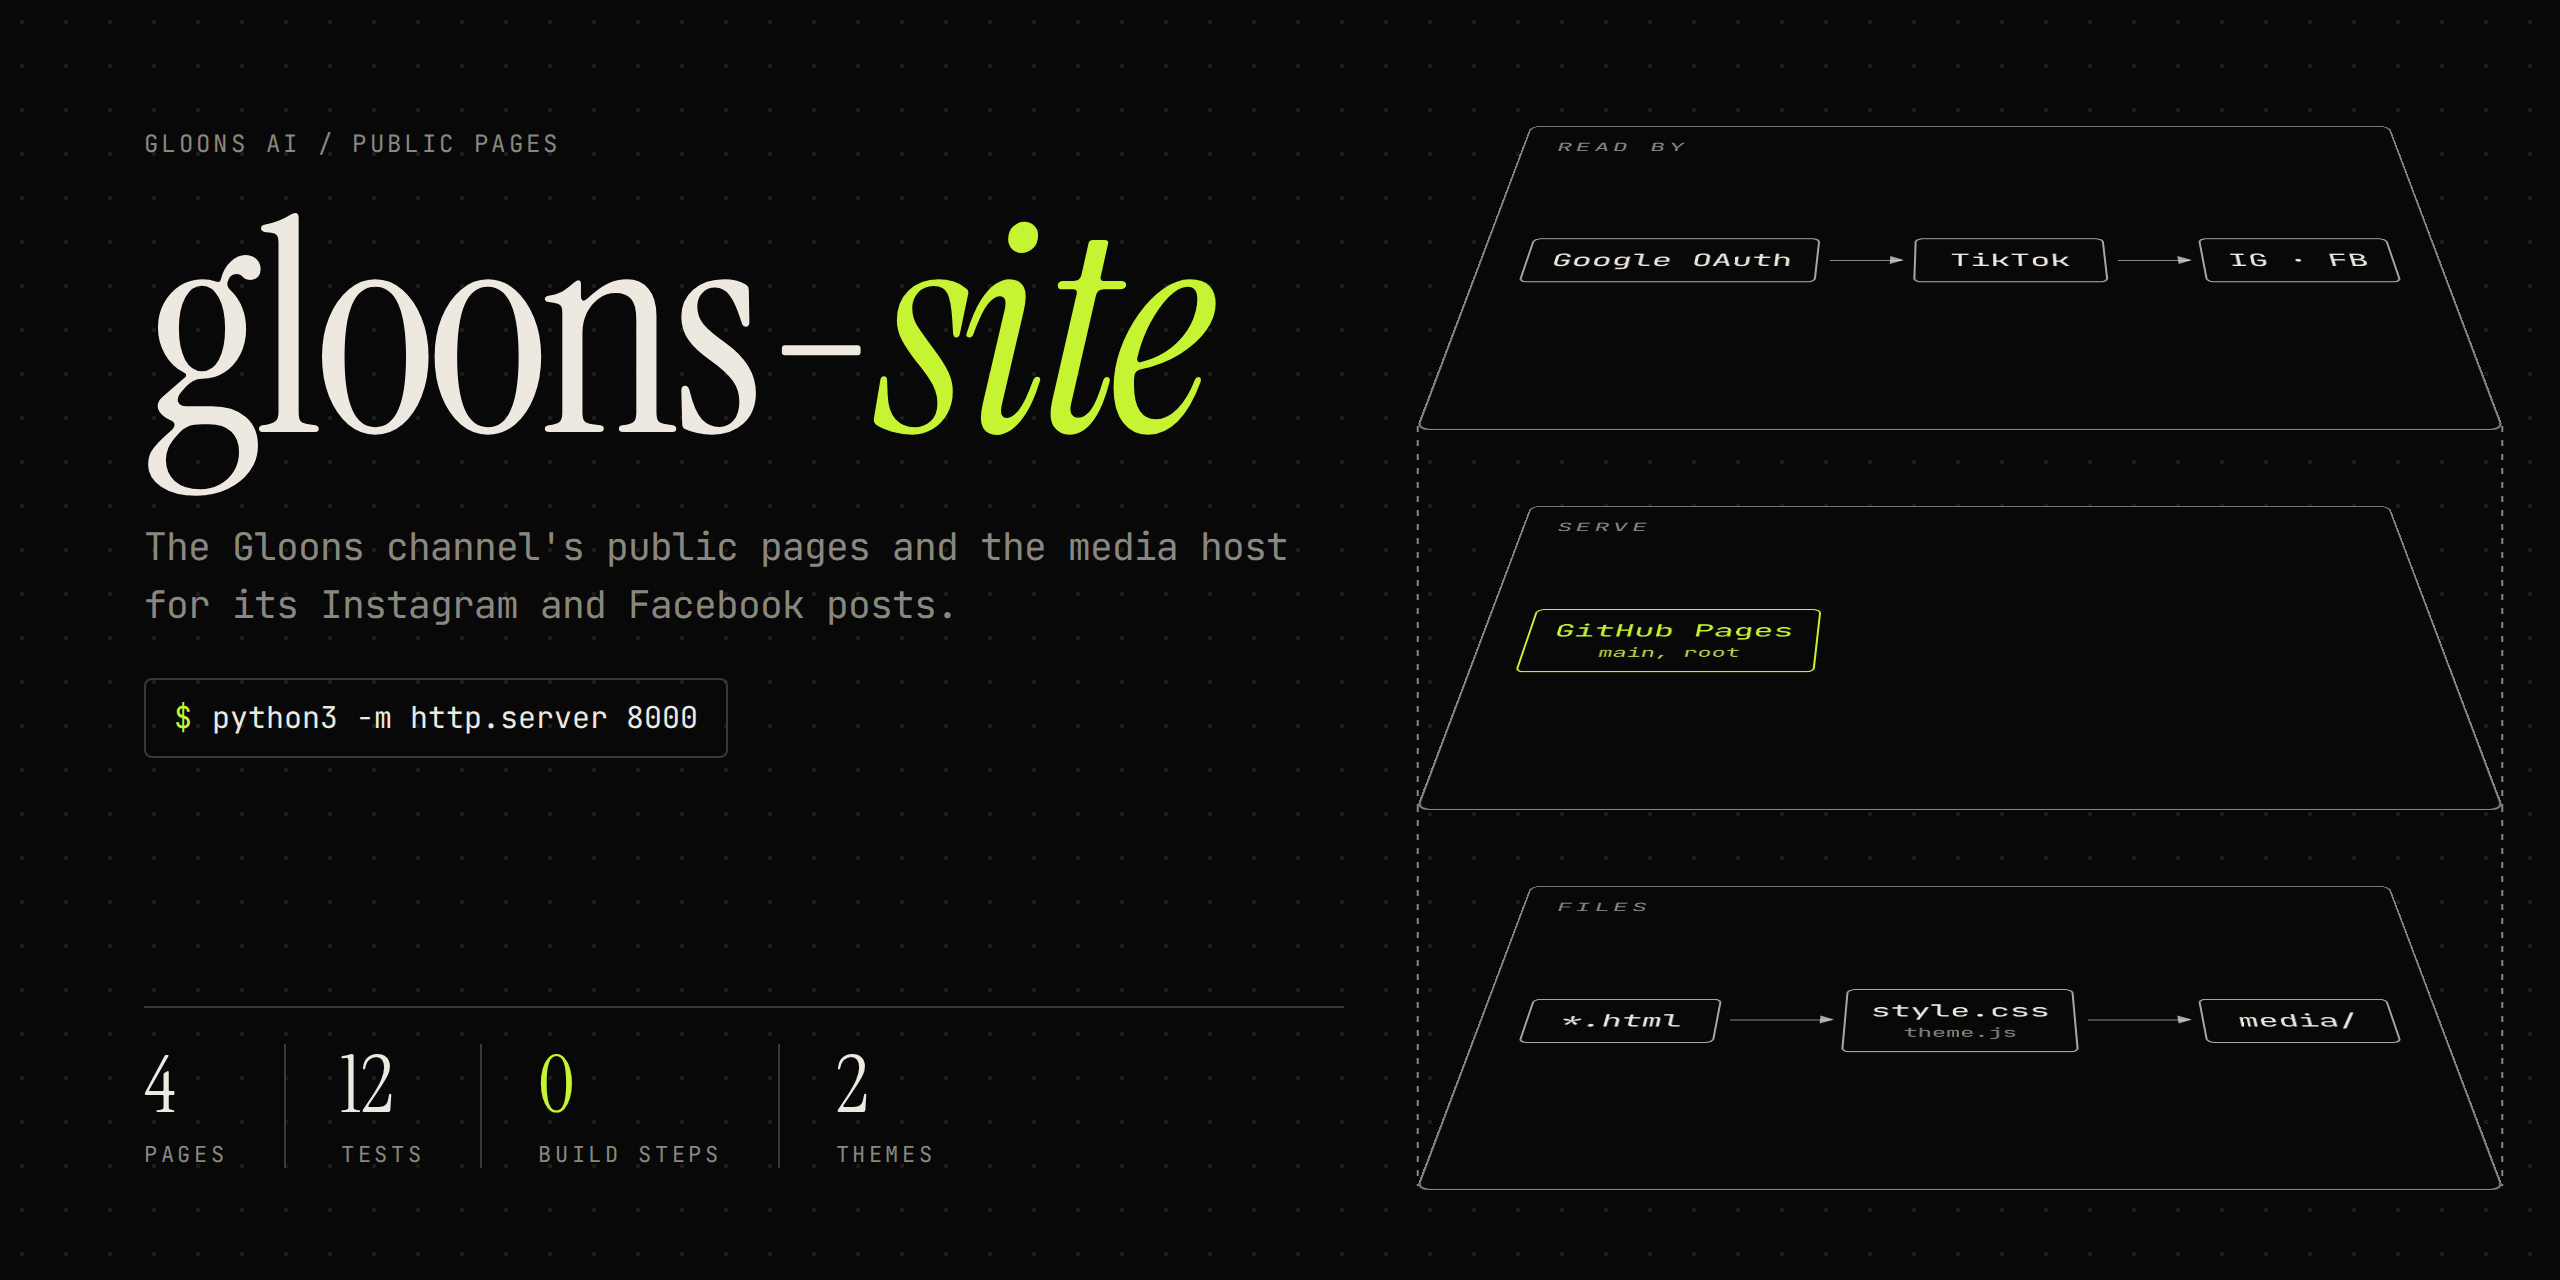 GLOONS AI / PUBLIC PAGES
gloons-site
The Gloons channel's public pages and the media host
for its Instagram and Facebook posts.
$ python3 -m http.server 8000
4
PAGES
12
TESTS
0
BUILD STEPS
2
THEMES
READ BY
Google OAuth
TikTok
IG · FB
SERVE
GitHub Pages
main, root
FILES
*.html
style.css
theme.js
media/